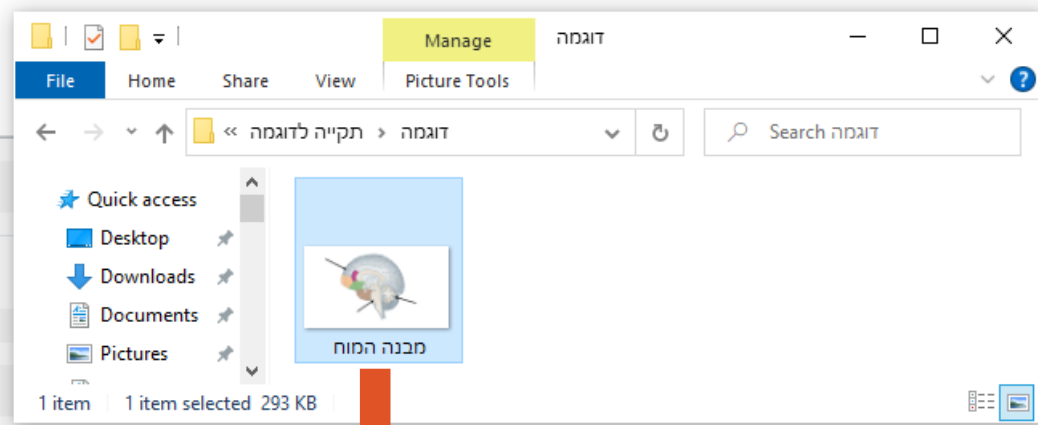 Manage דוגמה
File Home Share View Picture Tools
« תקייה לדוגמה › דוגמה Search דוגמה
Quick access
Desktop
Downloads
Documents
Pictures
מבנה המוח
1 item 1 item selected 293 KB